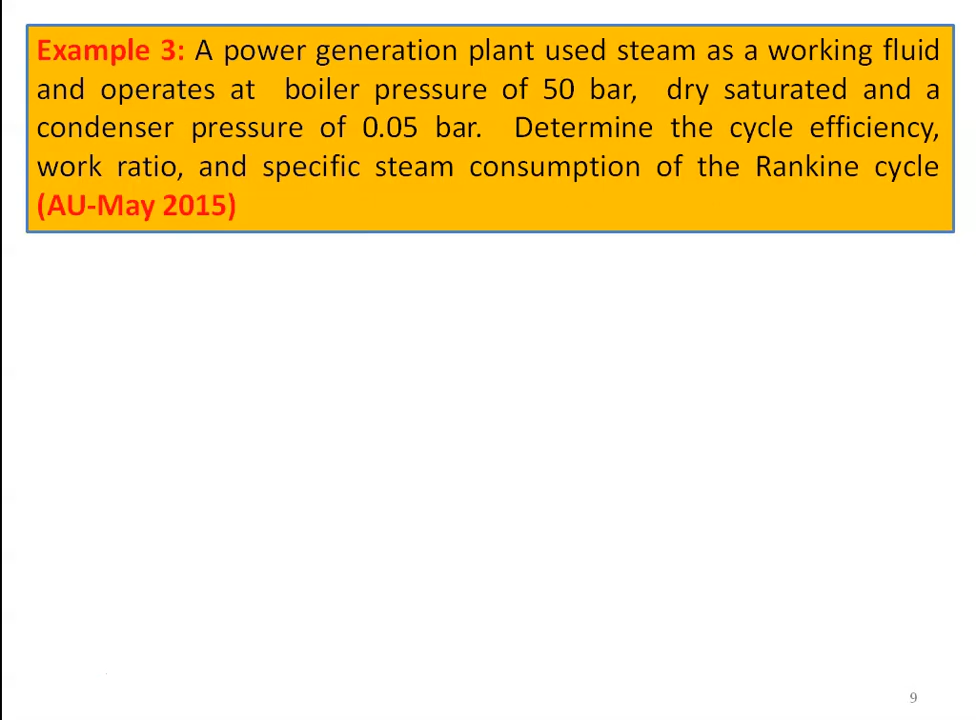 Example 3: A power generation plant used steam as a working fluid
and operates at boiler pressure of 50 bar, dry saturated and a
condenser pressure of 0.05 bar. Determine the cycle efficiency,
work ratio, and specific steam consumption of the Rankine cycle
(AU-May 2015)
9